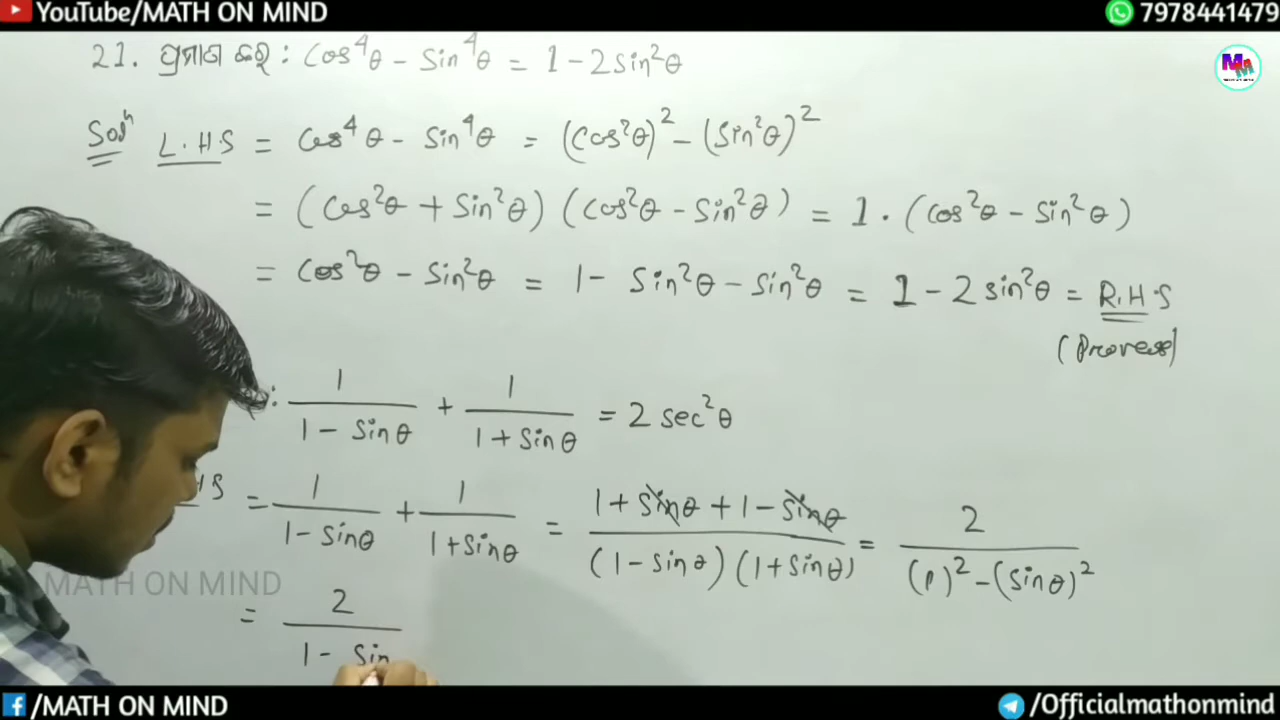 YouTube/MATH ON MIND
7978441479
21. ପ୍ରମାଣ କର : cos⁴θ - sin⁴θ = 1 - 2sin²θ
Solⁿ L.H.S = cos⁴θ - sin⁴θ = (cos²θ)² - (sin²θ)²
= (cos²θ + sin²θ) (cos²θ - sin²θ) = 1 . (cos²θ - sin²θ)
= cos²θ - sin²θ = 1 - sin²θ - sin²θ = 1 - 2 sin²θ = R.H.S
(Proved)
: 1/(1 - sinθ) + 1/(1 + sinθ) = 2 sec²θ
HS = 1/(1 - sinθ) + 1/(1 + sinθ) = (1 + sinθ + 1 - sinθ)/((1 - sinθ)(1 + sinθ)) = 2/((1)² - (sinθ)²)
MATH ON MIND
= 2/(1 - sin
/MATH ON MIND
/Officialmathonmind